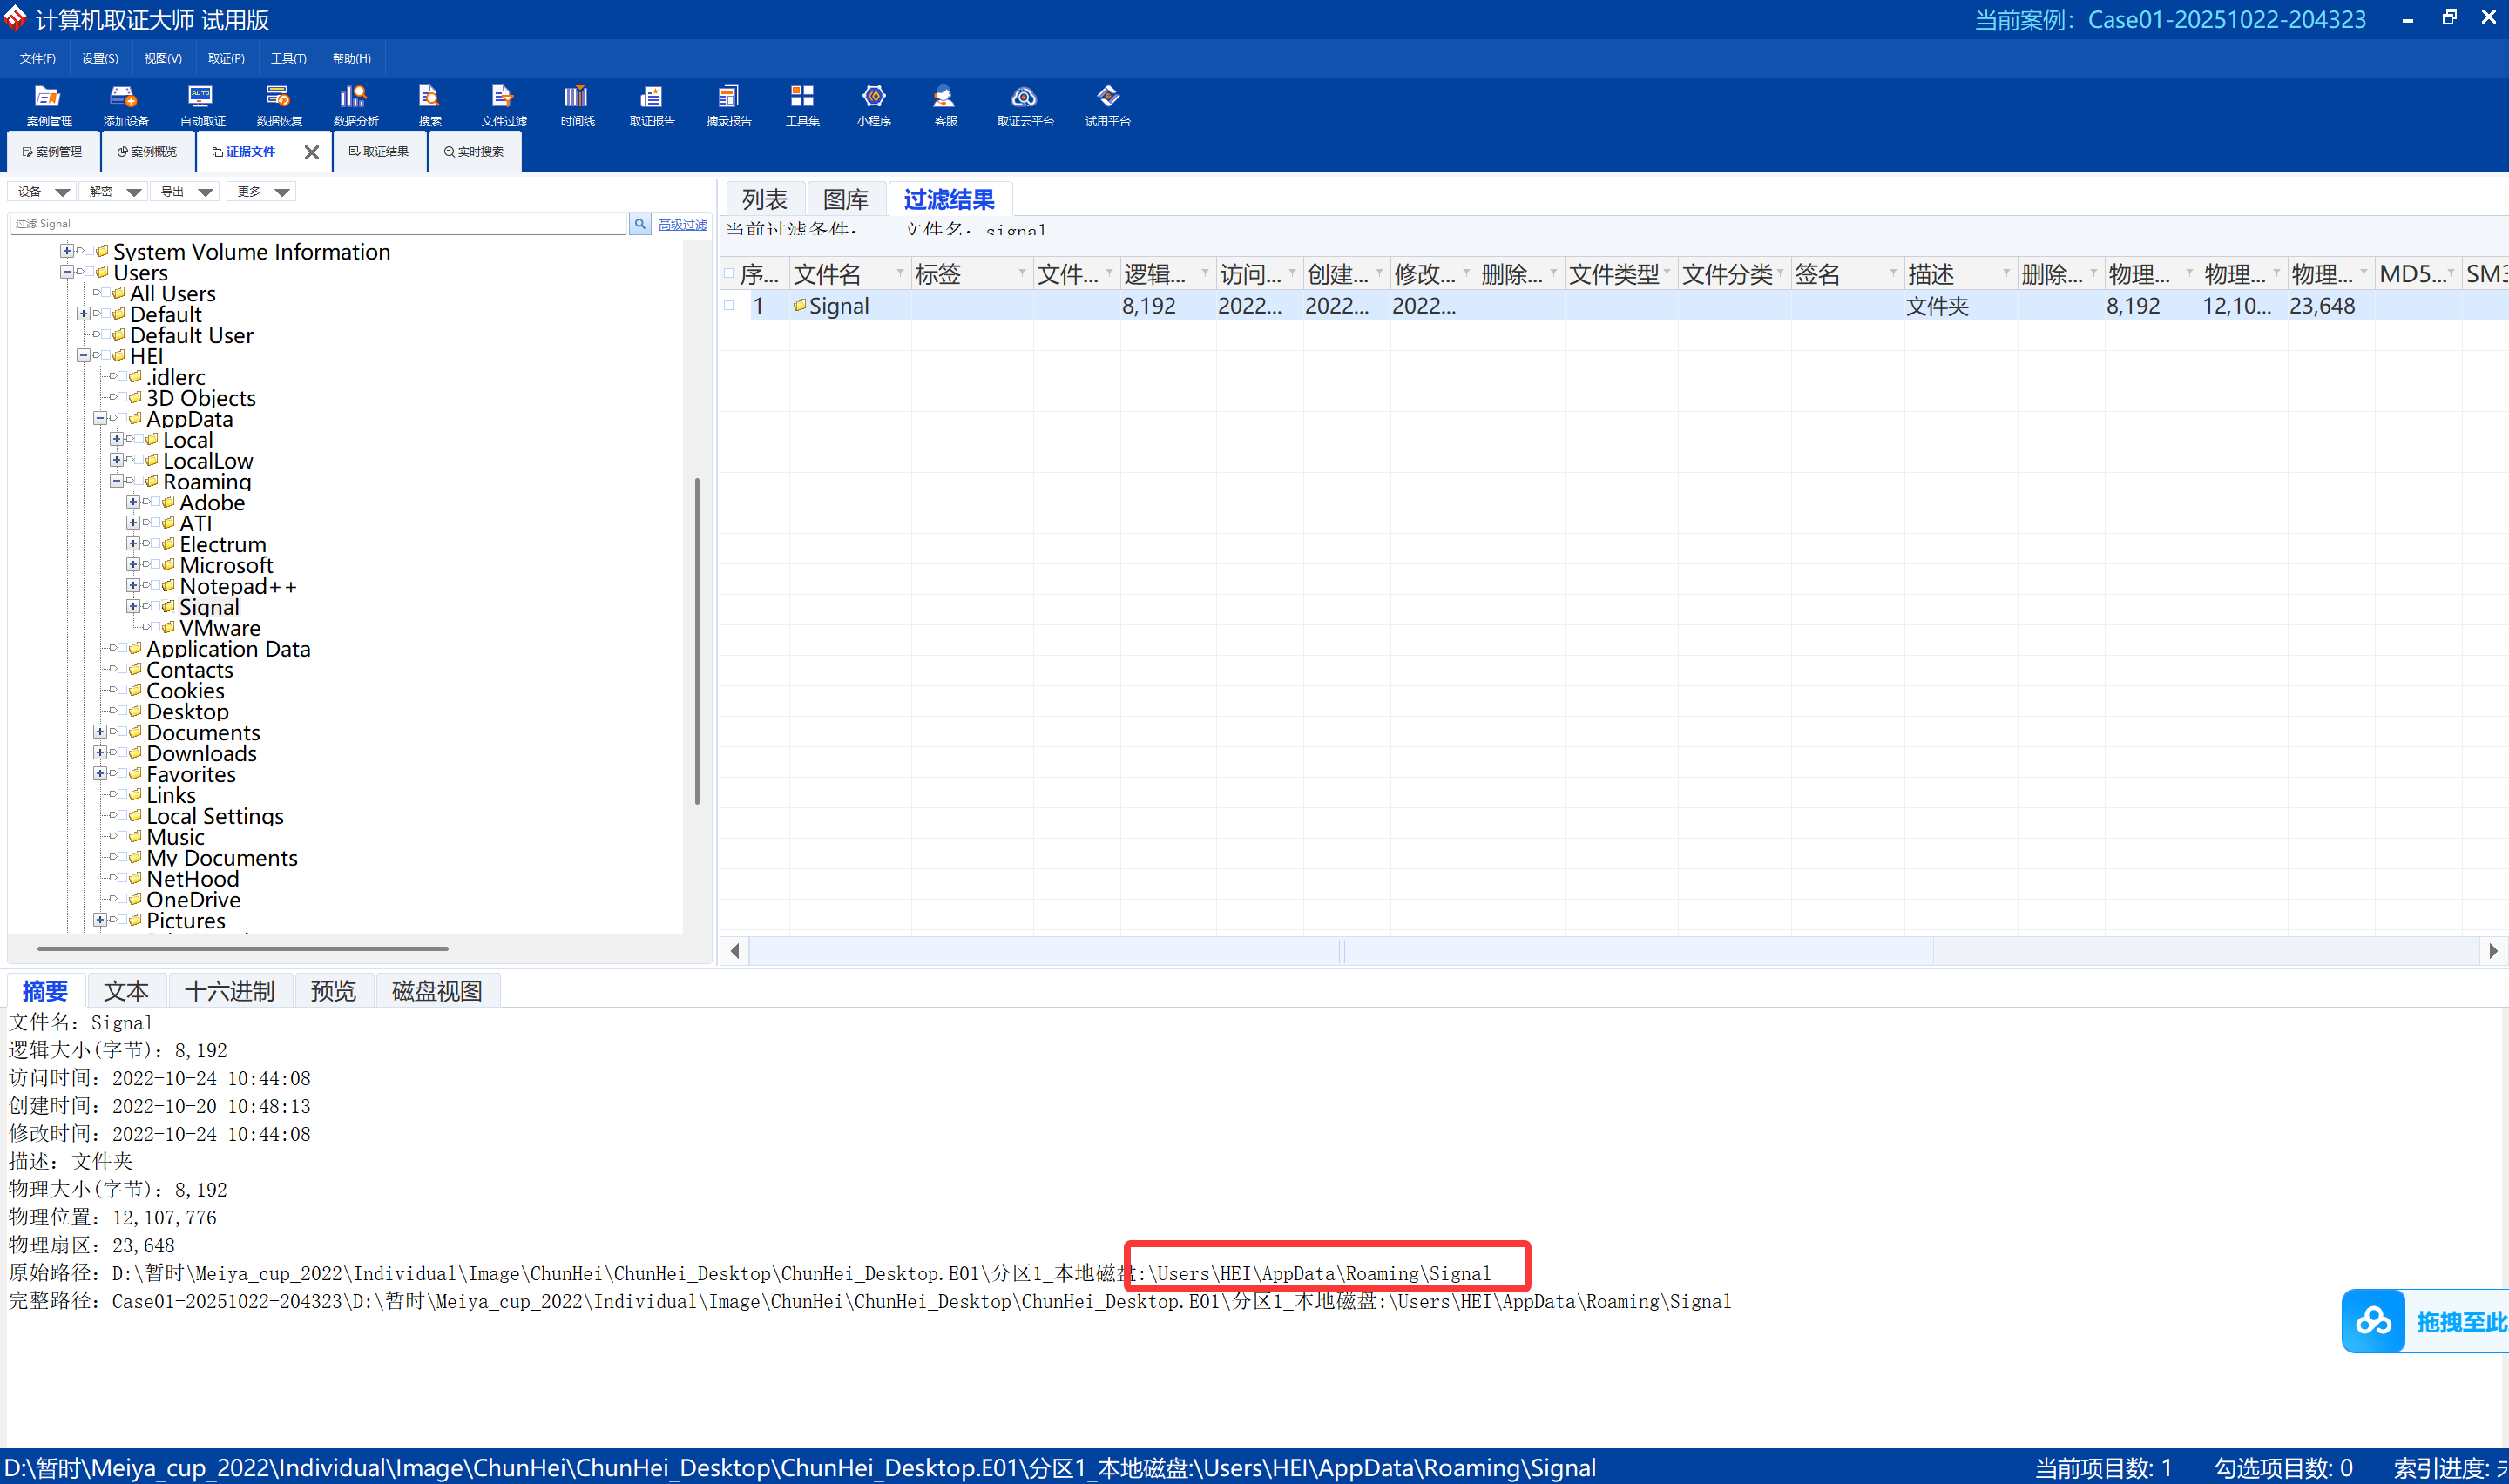 计算机取证大师 试用版
当前案例：Case01-20251022-204323
文件(F) 设置(S) 视图(V) 取证(P) 工具(T) 帮助(H)
案例管理 添加设备 自动取证 数据恢复 数据分析 搜索 文件过滤 时间线 取证报告 摘录报告 工具集 小程序 客服 取证云平台 试用平台
案例管理 案例概览 证据文件 取证结果 实时搜索
设备 解密 导出 更多
过滤 Signal 高级过滤
System Volume Information
Users
All Users
Default
Default User
HEI
.idlerc
3D Objects
AppData
Local
LocalLow
Roaming
Adobe
ATI
Electrum
Microsoft
Notepad++
Signal
VMware
Application Data
Contacts
Cookies
Desktop
Documents
Downloads
Favorites
Links
Local Settings
Music
My Documents
NetHood
OneDrive
Pictures
列表 图库 过滤结果
当前过滤条件： 文件名：signal
序... 文件名 标签 文件... 逻辑... 访问... 创建... 修改... 删除... 文件类型 文件分类 签名 描述 删除... 物理... 物理... 物理... MD5... SM3
1 Signal 8,192 2022... 2022... 2022... 文件夹 8,192 12,10... 23,648
摘要 文本 十六进制 预览 磁盘视图
文件名：Signal
逻辑大小(字节)：8,192
访问时间：2022-10-24 10:44:08
创建时间：2022-10-20 10:48:13
修改时间：2022-10-24 10:44:08
描述：文件夹
物理大小(字节)：8,192
物理位置：12,107,776
物理扇区：23,648
原始路径：D:\暂时\Meiya_cup_2022\Individual\Image\ChunHei\ChunHei_Desktop\ChunHei_Desktop.E01\分区1_本地磁盘:\Users\HEI\AppData\Roaming\Signal
完整路径：Case01-20251022-204323\D:\暂时\Meiya_cup_2022\Individual\Image\ChunHei\ChunHei_Desktop\ChunHei_Desktop.E01\分区1_本地磁盘:\Users\HEI\AppData\Roaming\Signal
拖拽至此
D:\暂时\Meiya_cup_2022\Individual\Image\ChunHei\ChunHei_Desktop\ChunHei_Desktop.E01\分区1_本地磁盘:\Users\HEI\AppData\Roaming\Signal
当前项目数: 1 勾选项目数: 0 索引进度: